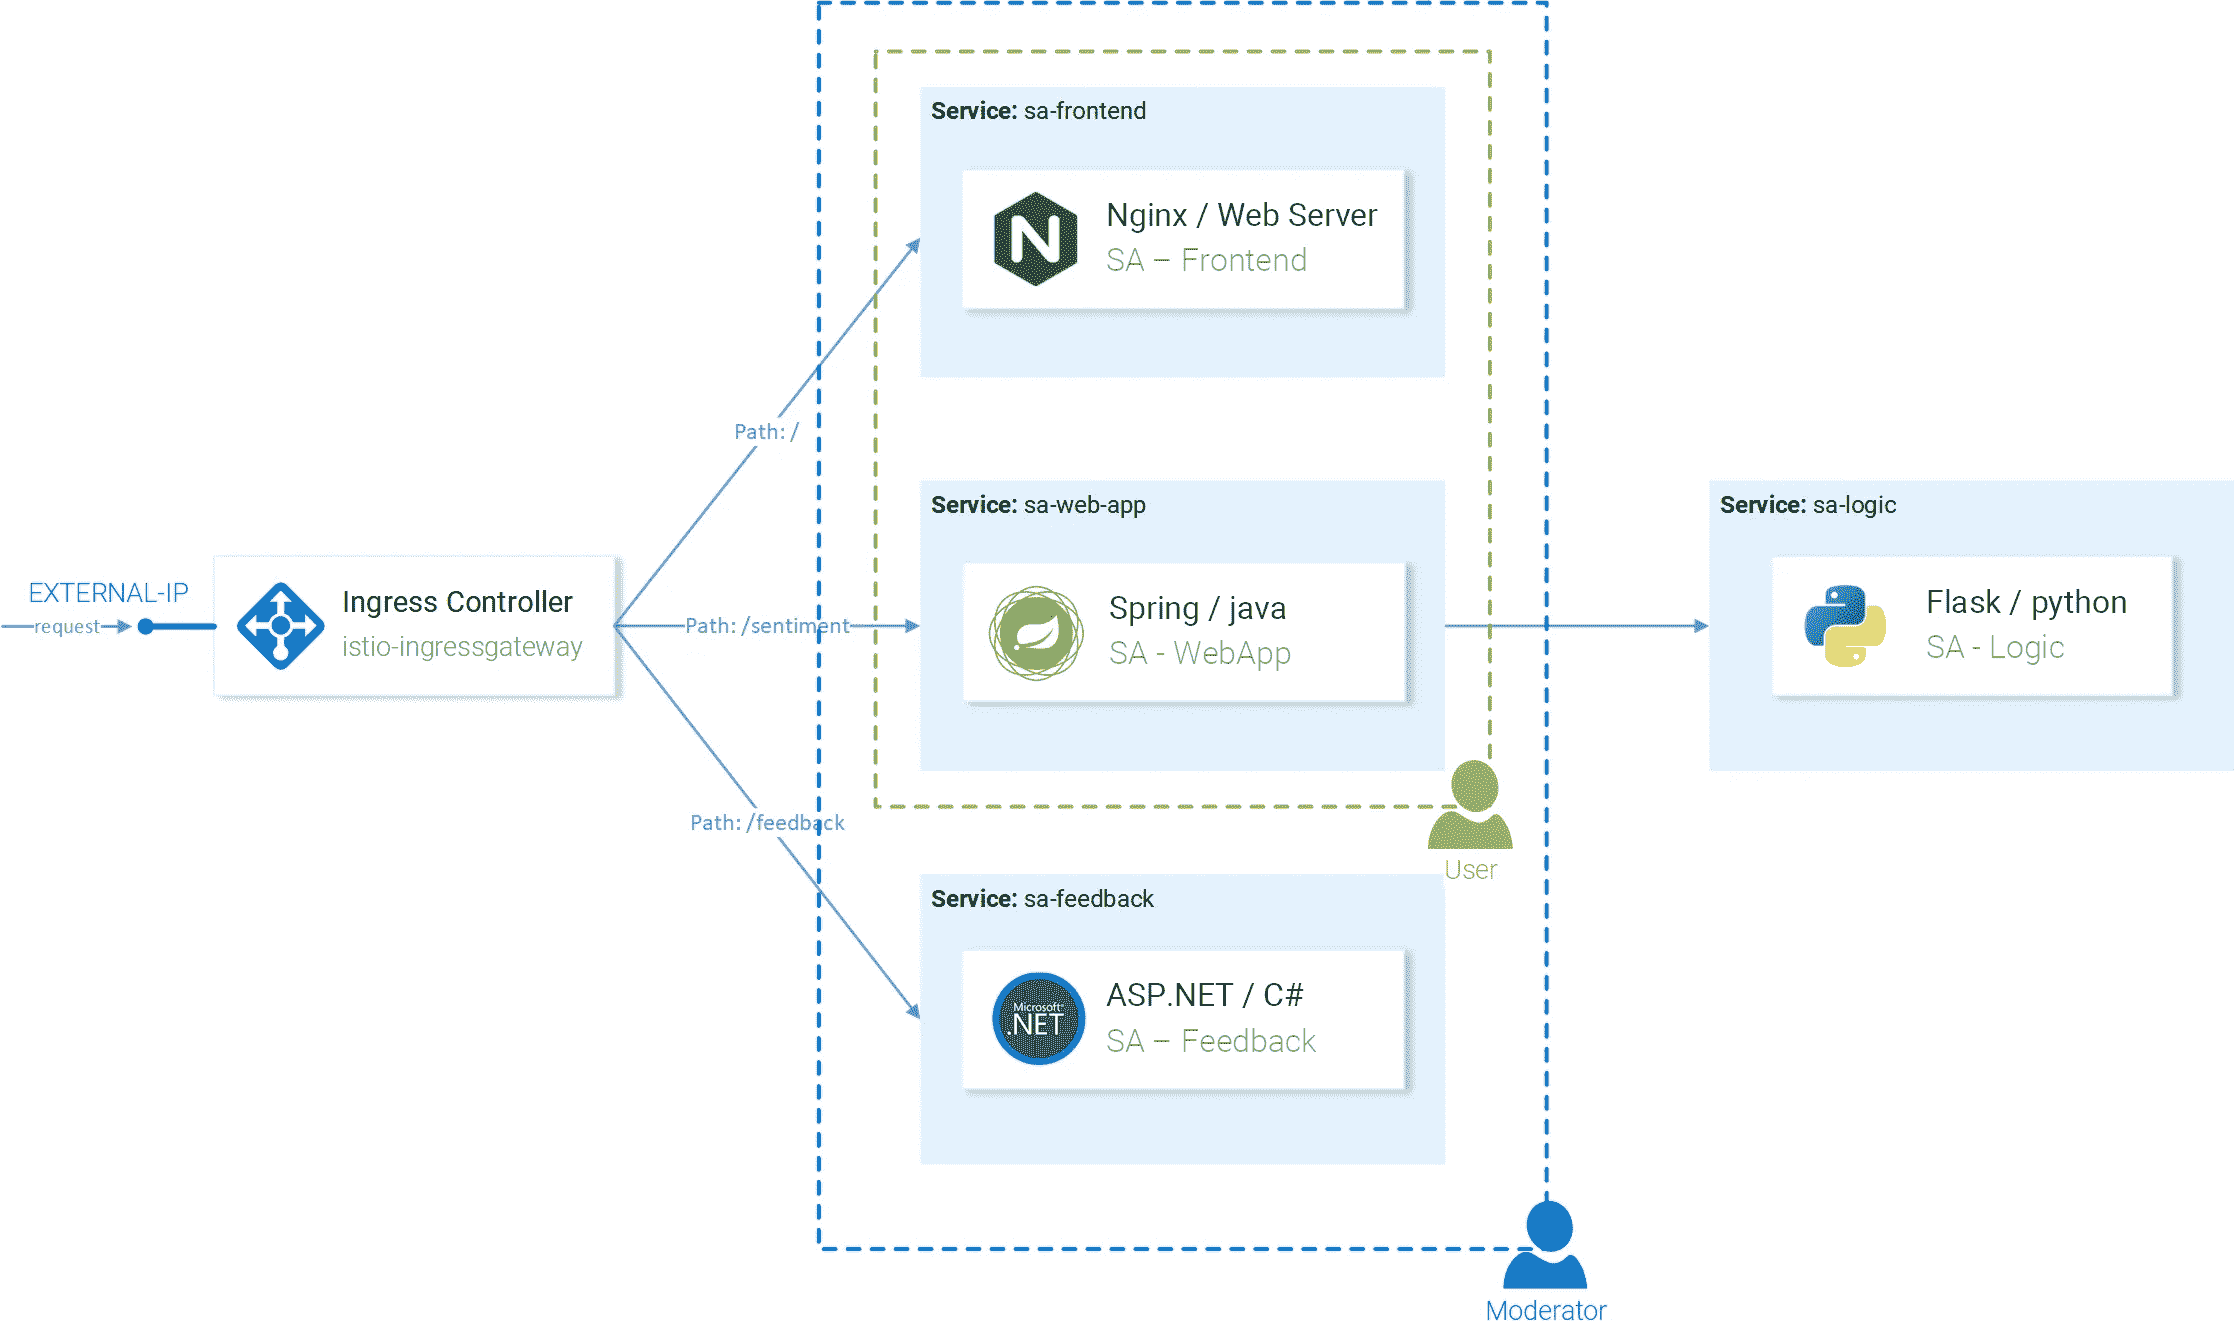 Service: sa-frontend
Nginx / Web Server
SA – Frontend
Path: /
Service: sa-web-app
Spring / java
SA - WebApp
Service: sa-logic
Flask / python
SA - Logic
EXTERNAL-IP
request
Ingress Controller
istio-ingressgateway
Path: /sentiment
Path: /feedback
User
Service: sa-feedback
Microsoft
.NET
ASP.NET / C#
SA – Feedback
Moderator